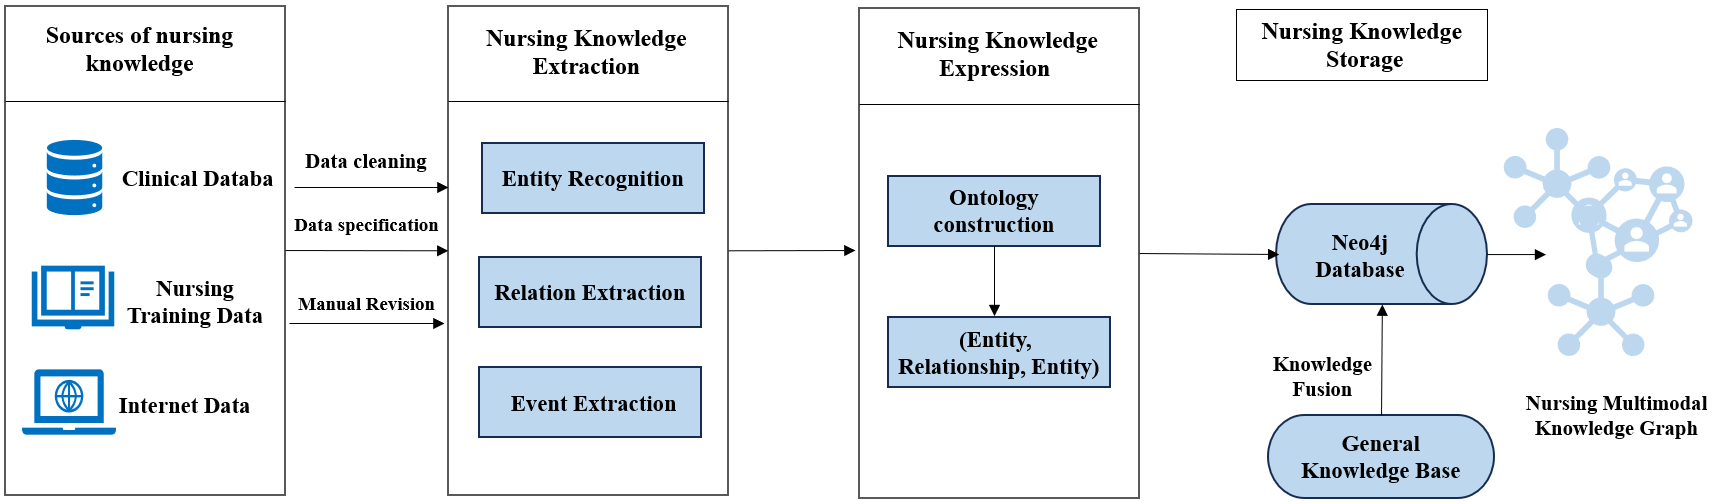 Sources of nursing
knowledge
Clinical Databa
Nursing
Training Data
Internet Data
Data cleaning
Data specification
Manual Revision
Nursing Knowledge
Extraction
Entity Recognition
Relation Extraction
Event Extraction
Nursing Knowledge
Expression
Ontology
construction
(Entity,
Relationship, Entity)
Nursing Knowledge
Storage
Neo4j
Database
Knowledge
Fusion
General
Knowledge Base
Nursing Multimodal
Knowledge Graph